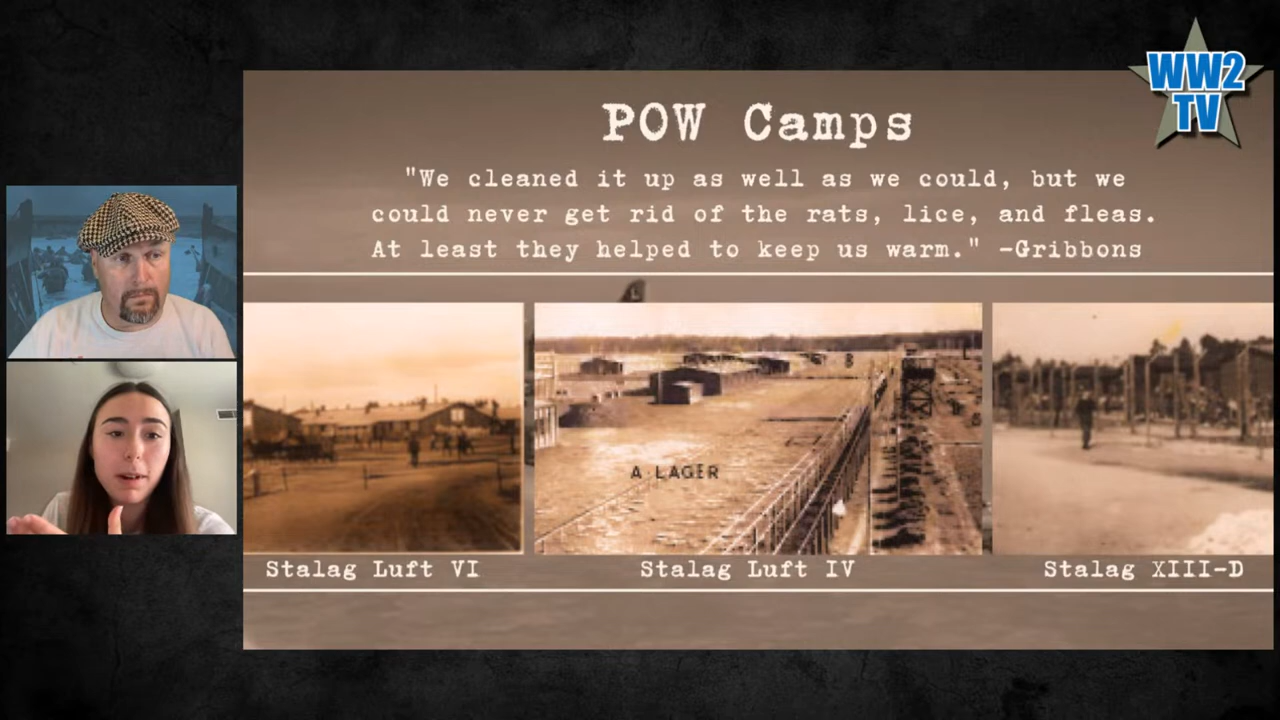 WW2
TV
POW Camps
"We cleaned it up as well as we could, but we
could never get rid of the rats, lice, and fleas.
At least they helped to keep us warm." -Gribbons
A LAGER
Stalag Luft VI
Stalag Luft IV
Stalag XIII-D